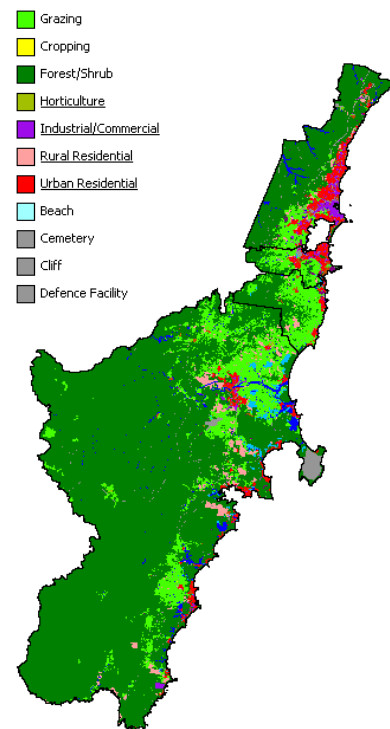 Grazing
Cropping
Forest/Shrub
Horticulture
Industrial/Commercial
Rural Residential
Urban Residential
Beach
Cemetery
Cliff
Defence Facility